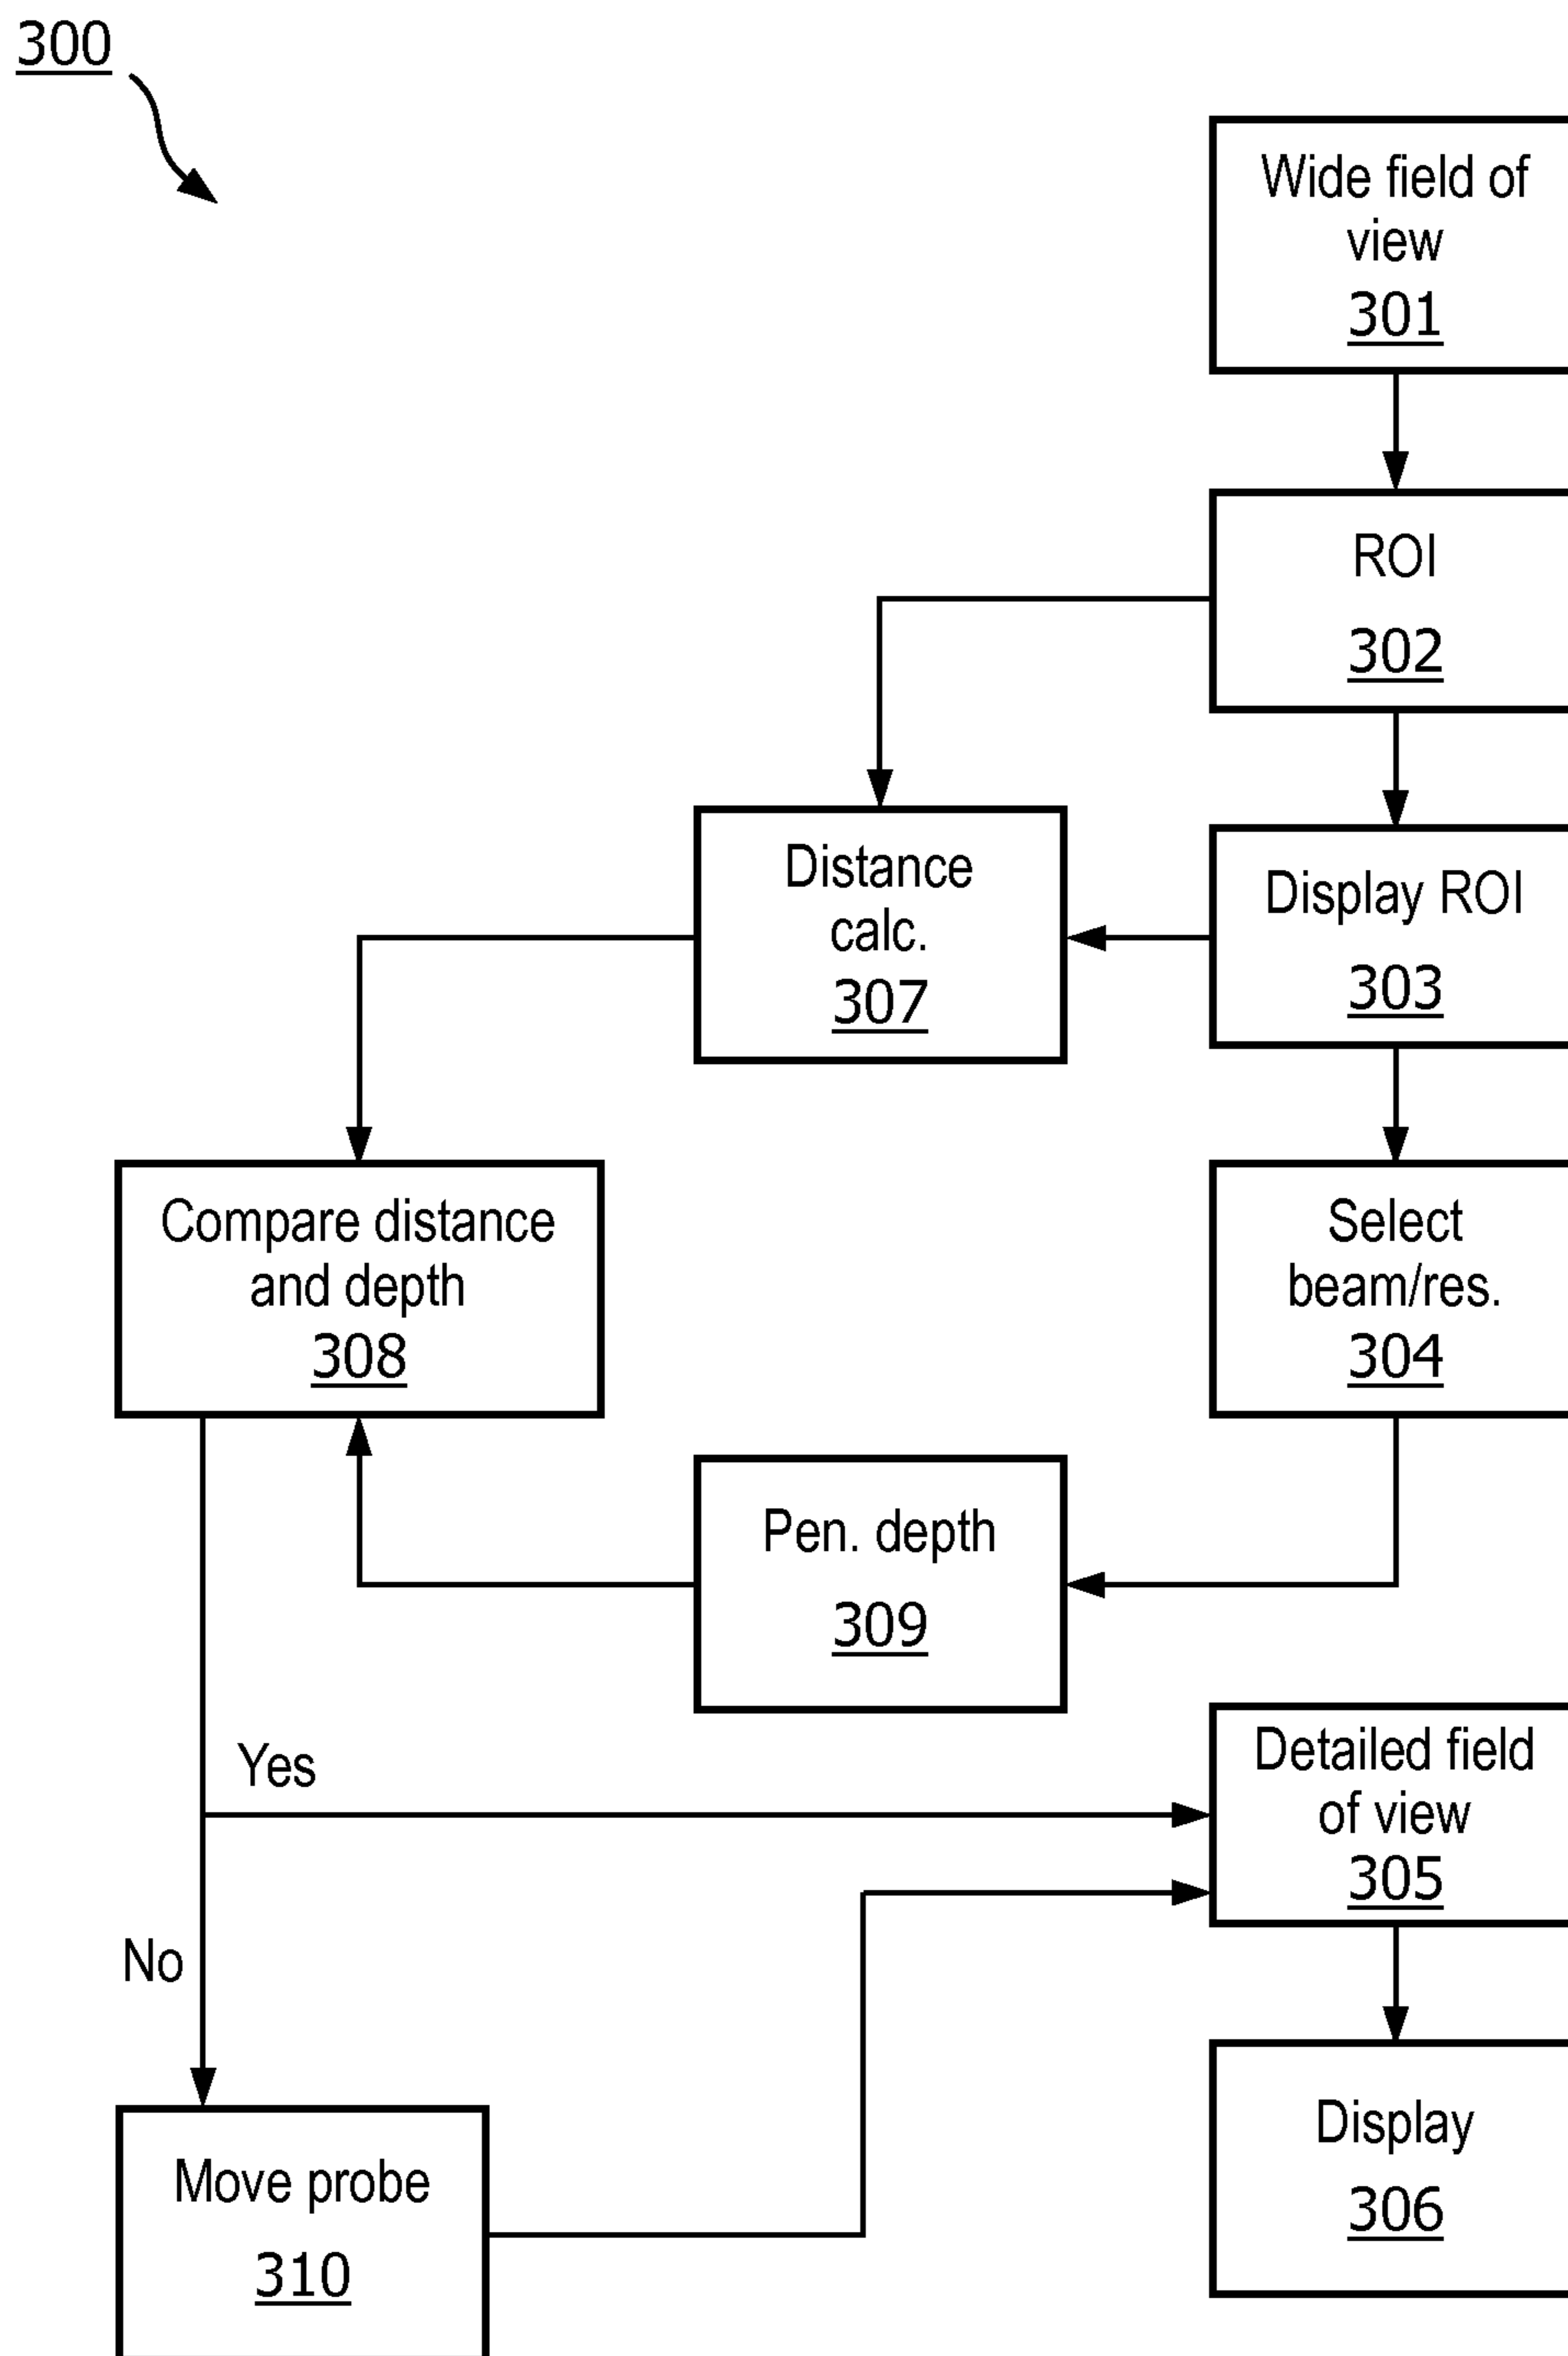 300
Wide field of
view
301
ROI
302
Distance
calc.
307
Display ROI
303
Compare distance
and depth
308
Select
beam/res.
304
Pen. depth
309
Yes
Detailed field
of view
305
No
Move probe
310
Display
306